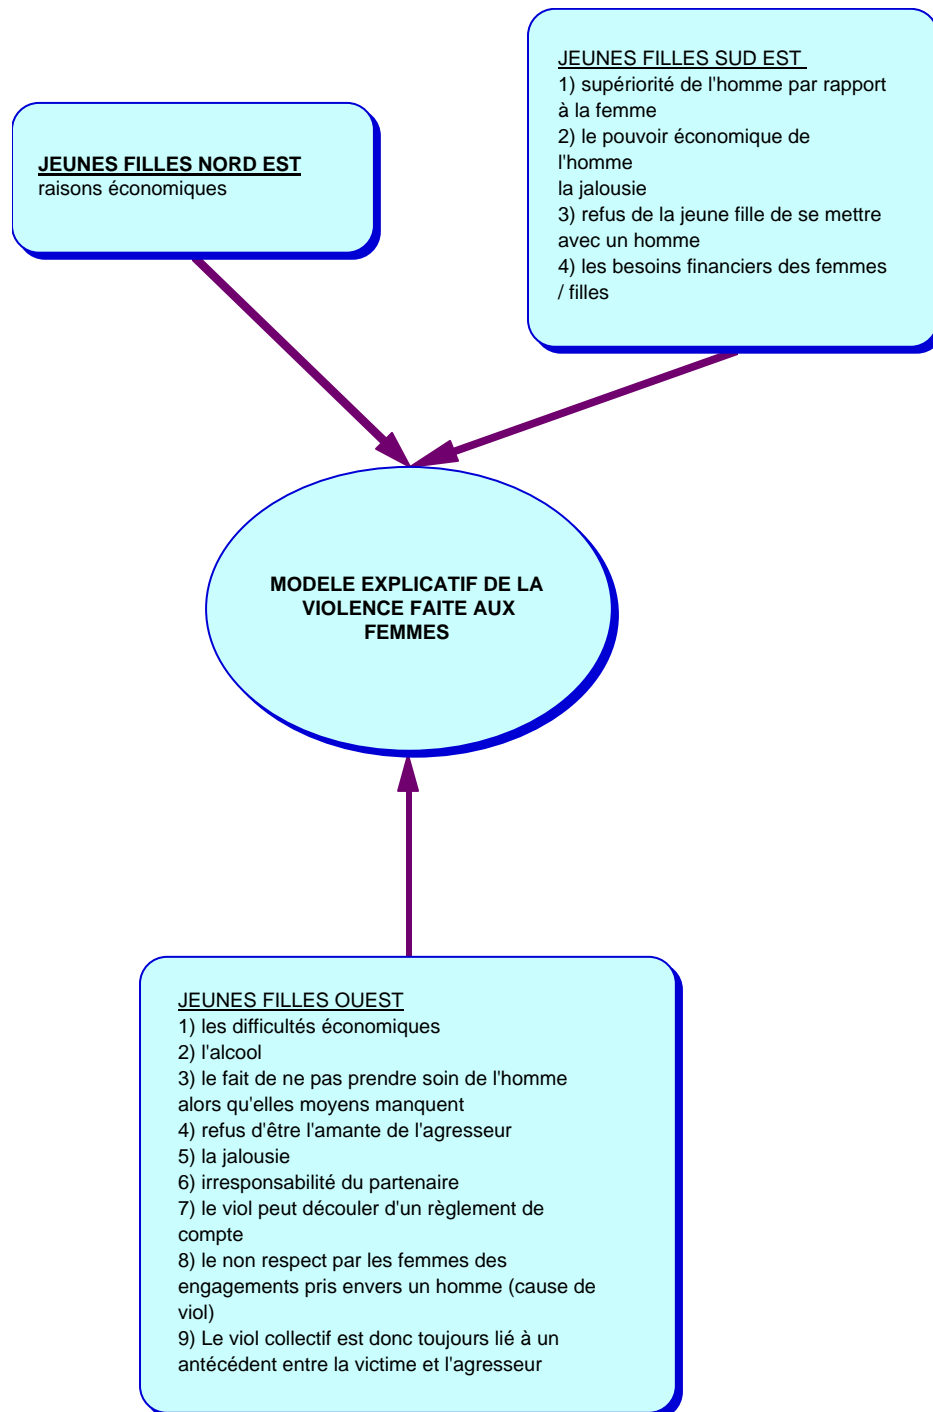 JEUNES FILLES SUD EST
1) supériorité de l'homme par rapport
à la femme
2) le pouvoir économique de
l'homme
la jalousie
3) refus de la jeune fille de se mettre
avec un homme
4) les besoins financiers des femmes
/ filles
JEUNES FILLES NORD EST
raisons économiques
MODELE EXPLICATIF DE LA
VIOLENCE FAITE AUX
FEMMES
JEUNES FILLES OUEST
1) les difficultés économiques
2) l'alcool
3) le fait de ne pas prendre soin de l'homme
alors qu'elles moyens manquent
4) refus d'être l'amante de l'agresseur
5) la jalousie
6) irresponsabilité du partenaire
7) le viol peut découler d'un règlement de
compte
8) le non respect par les femmes des
engagements pris envers un homme (cause de
viol)
9) Le viol collectif est donc toujours lié à un
antécédent entre la victime et l'agresseur